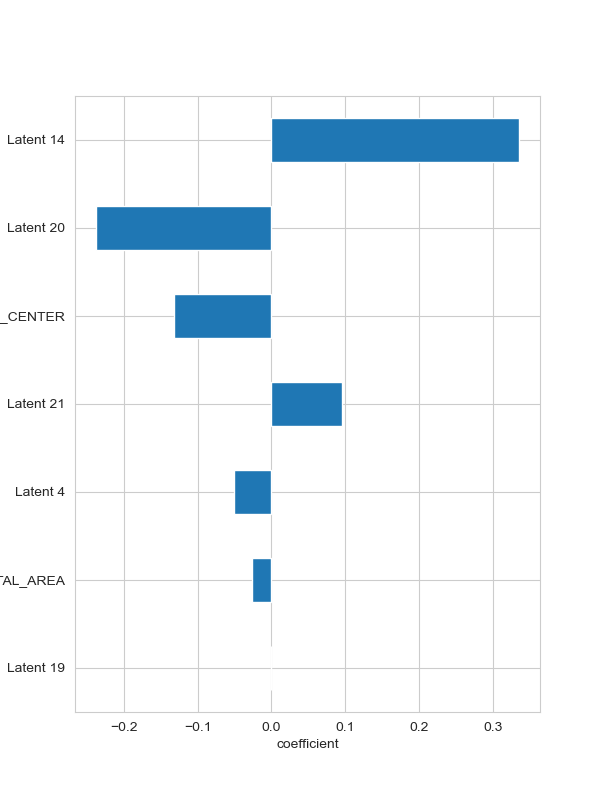 Latent 14
Latent 20
_CENTER
Latent 21
Latent 4
TAL_AREA
Latent 19
−0.2 −0.1 0.0 0.1 0.2 0.3
coefficient